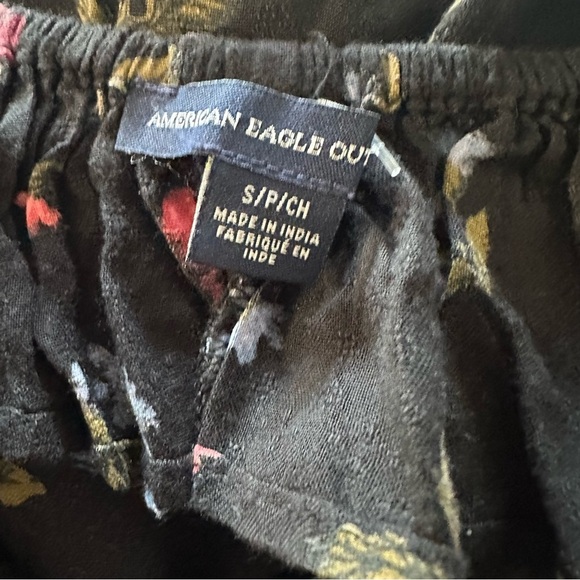 AMERICAN EAGLE OUT
S/P/CH
MADE IN INDIA
FABRIQUÉ EN
INDE